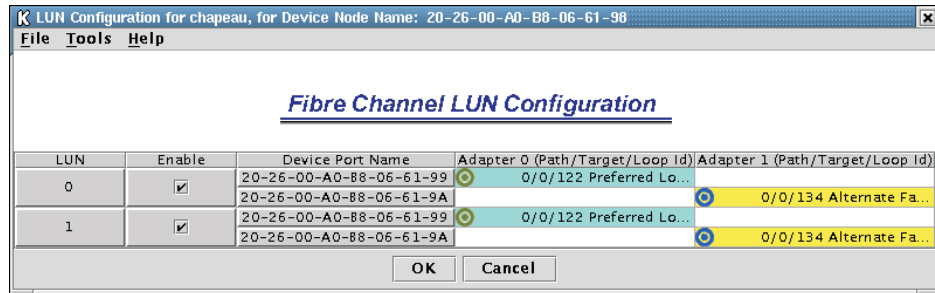 LUN Configuration for chapeau, for Device Node Name: 20-26-00-A0-B8-06-61-98
File Tools Help
Fibre Channel LUN Configuration
LUN Enable Device Port Name Adapter 0 (Path/Target/Loop Id) Adapter 1 (Path/Target/Loop Id)
0 20-26-00-A0-B8-06-61-99 0/0/122 Preferred Lo...
20-26-00-A0-B8-06-61-9A 0/0/134 Alternate Fa...
1 20-26-00-A0-B8-06-61-99 0/0/122 Preferred Lo...
20-26-00-A0-B8-06-61-9A 0/0/134 Alternate Fa...
OK Cancel